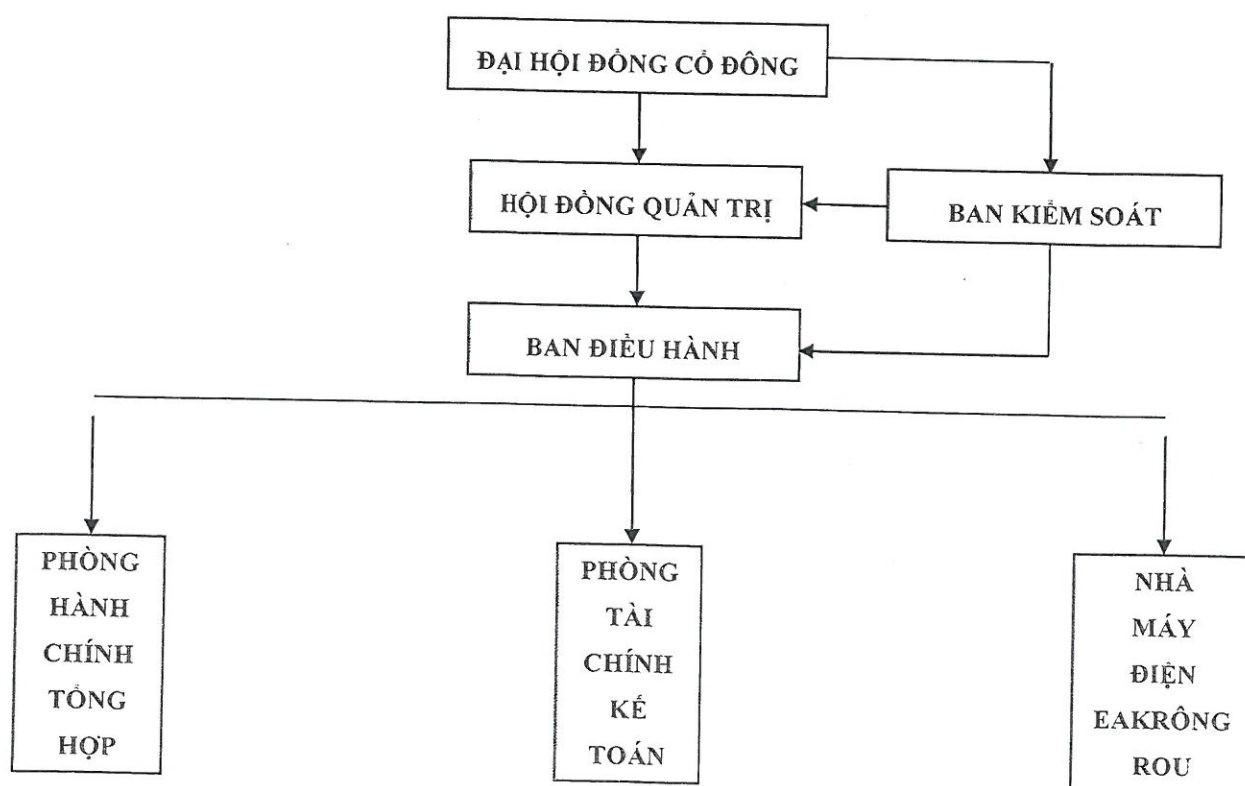 ĐẠI HỘI ĐỒNG CỔ ĐÔNG
HỘI ĐỒNG QUẢN TRỊ
BAN KIỂM SOÁT
BAN ĐIỀU HÀNH
PHÒNG
HÀNH
CHÍNH
TỔNG
HỢP
PHÒNG
TÀI
CHÍNH
KẾ
TOÁN
NHÀ
MÁY
ĐIỆN
EAKRÔNG
ROU